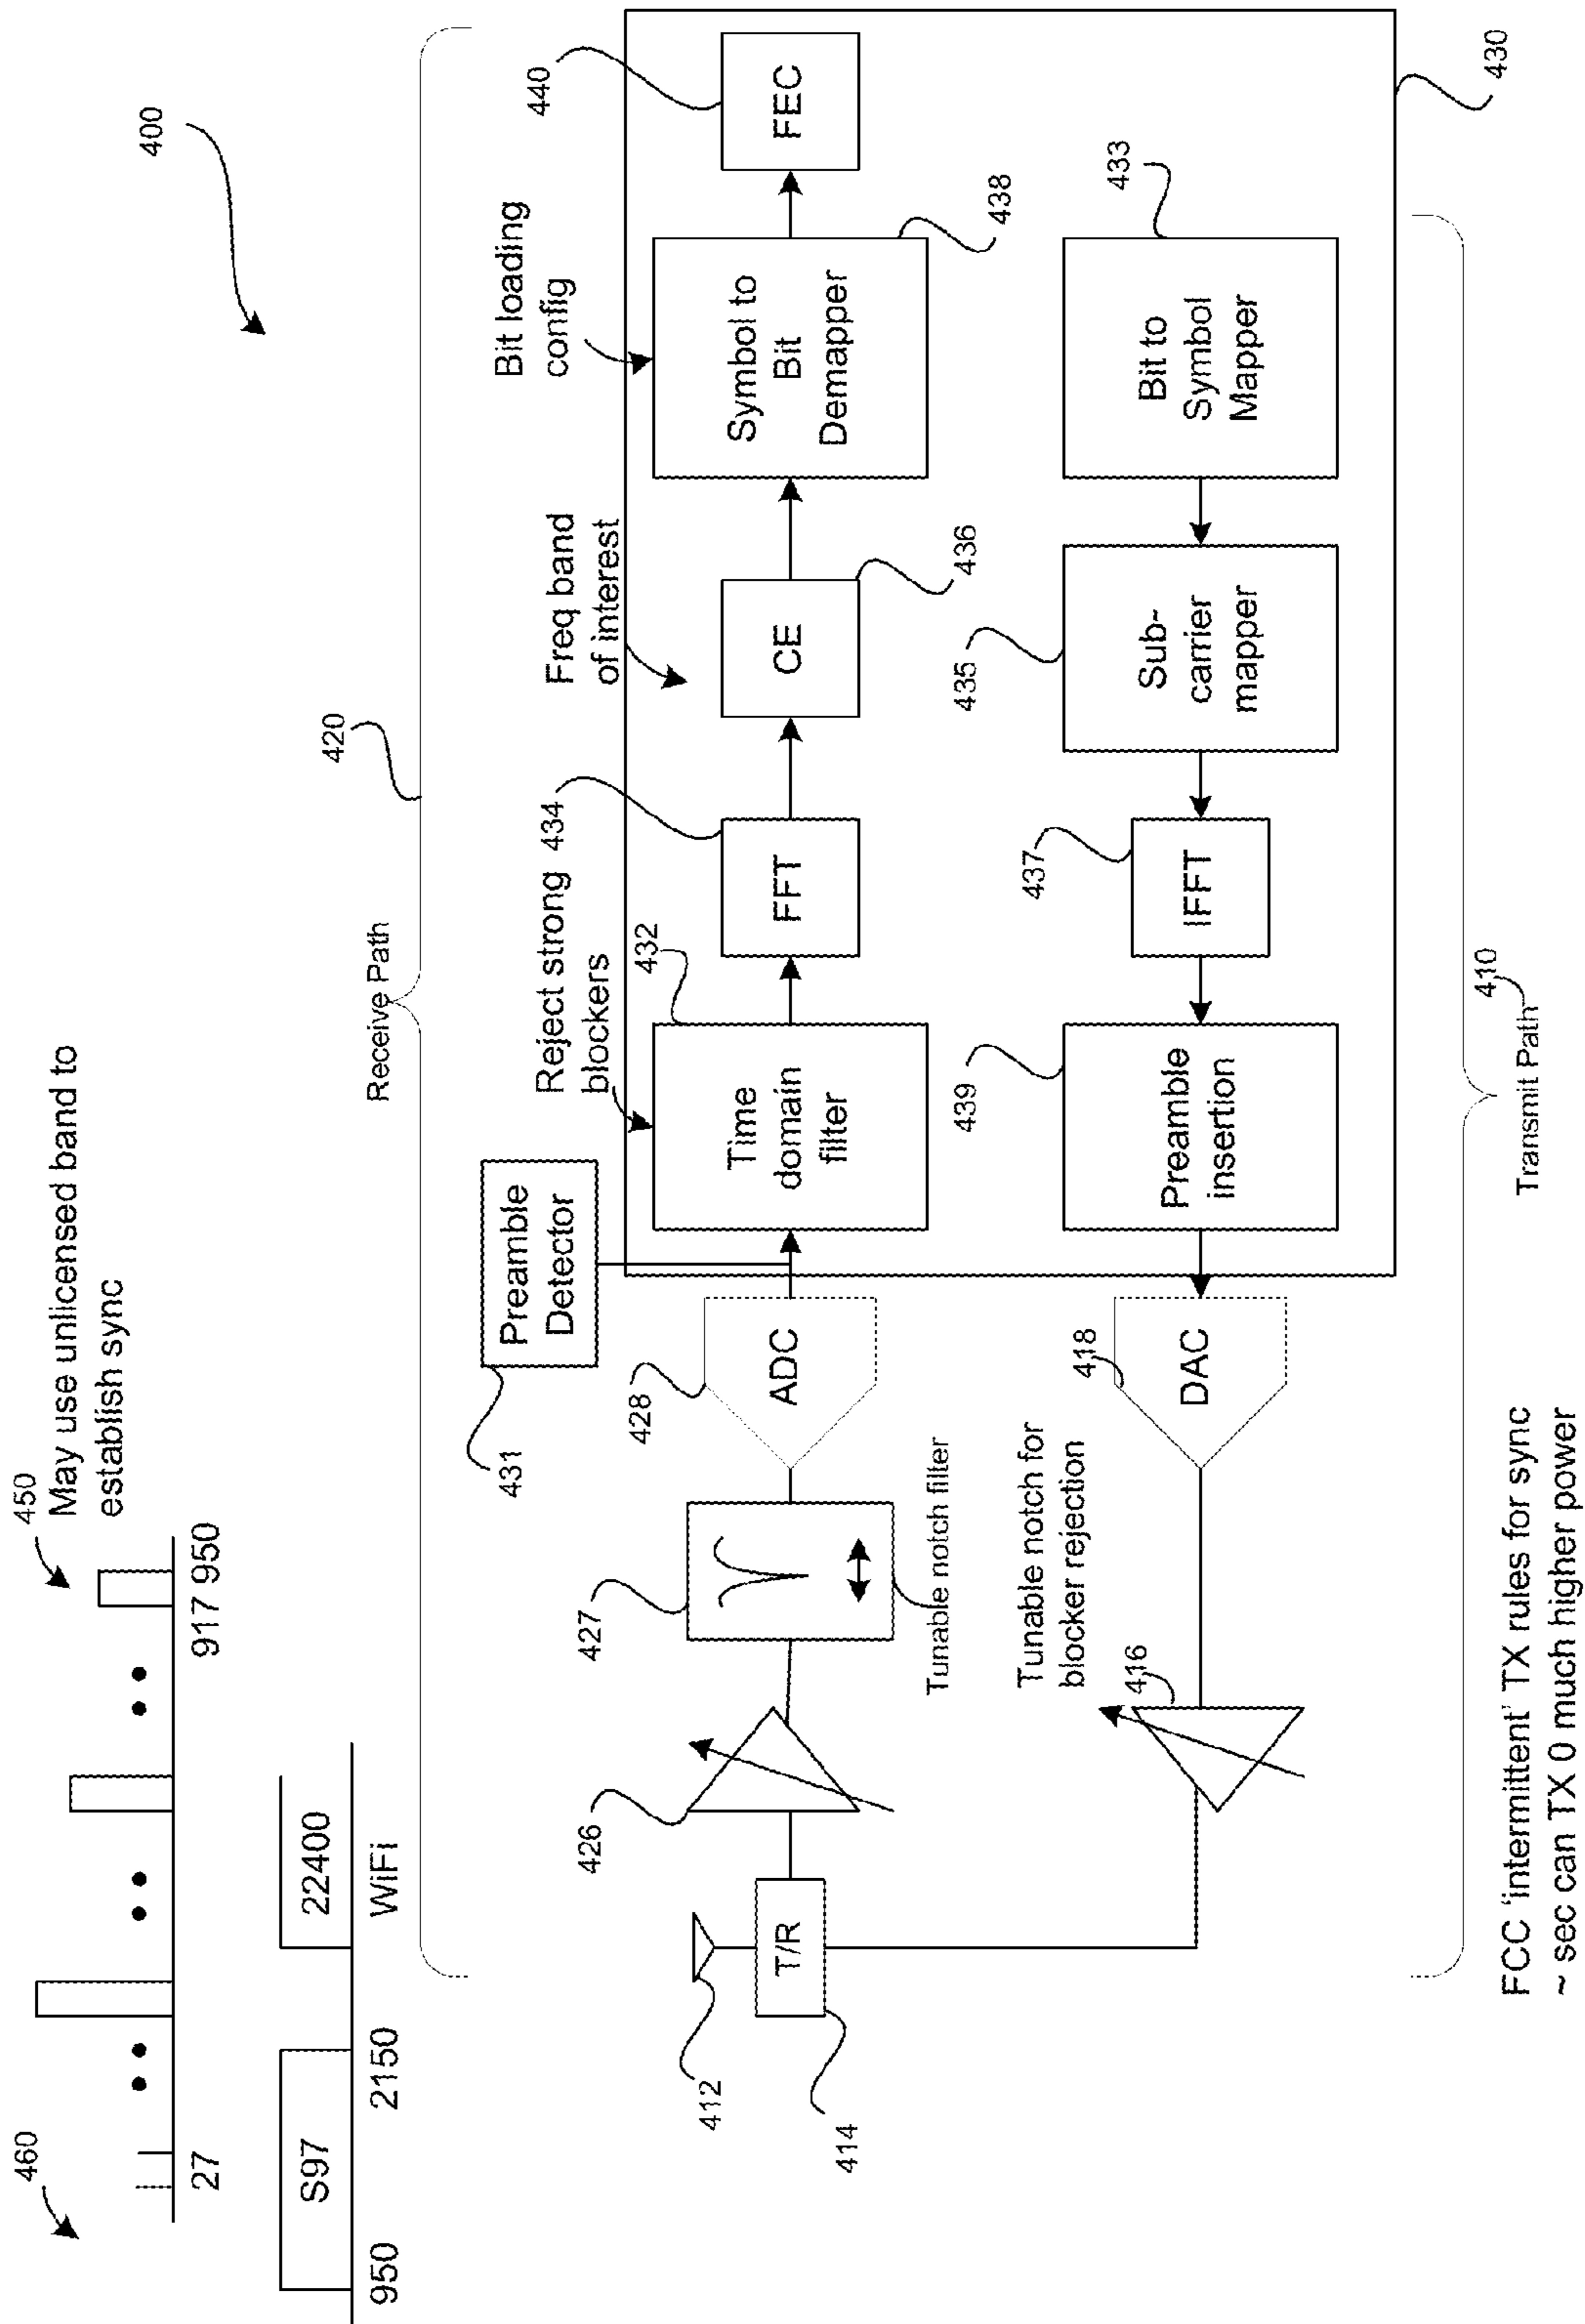 460
450
May use unlicensed band to
establish sync
27
917 950
S97
22400
950
2150
WiFi
400
Receive Path
420
Reject strong
blockers
Freq band
of interest
Bit loading
config
431
Preamble
Detector
428
432
434
436
438
440
412
T/R
414
426
427
Tunable notch filter
ADC
Time
domain
filter
FFT
CE
Symbol to
Bit
Demapper
FEC
Tunable notch for
blocker rejection
416
418
DAC
439
Preamble
insertion
437
IFFT
435
Sub-
carrier
mapper
433
Bit to
Symbol
Mapper
430
410
Transmit Path
FCC ‘intermittent’ TX rules for sync
~ sec can TX 0 much higher power